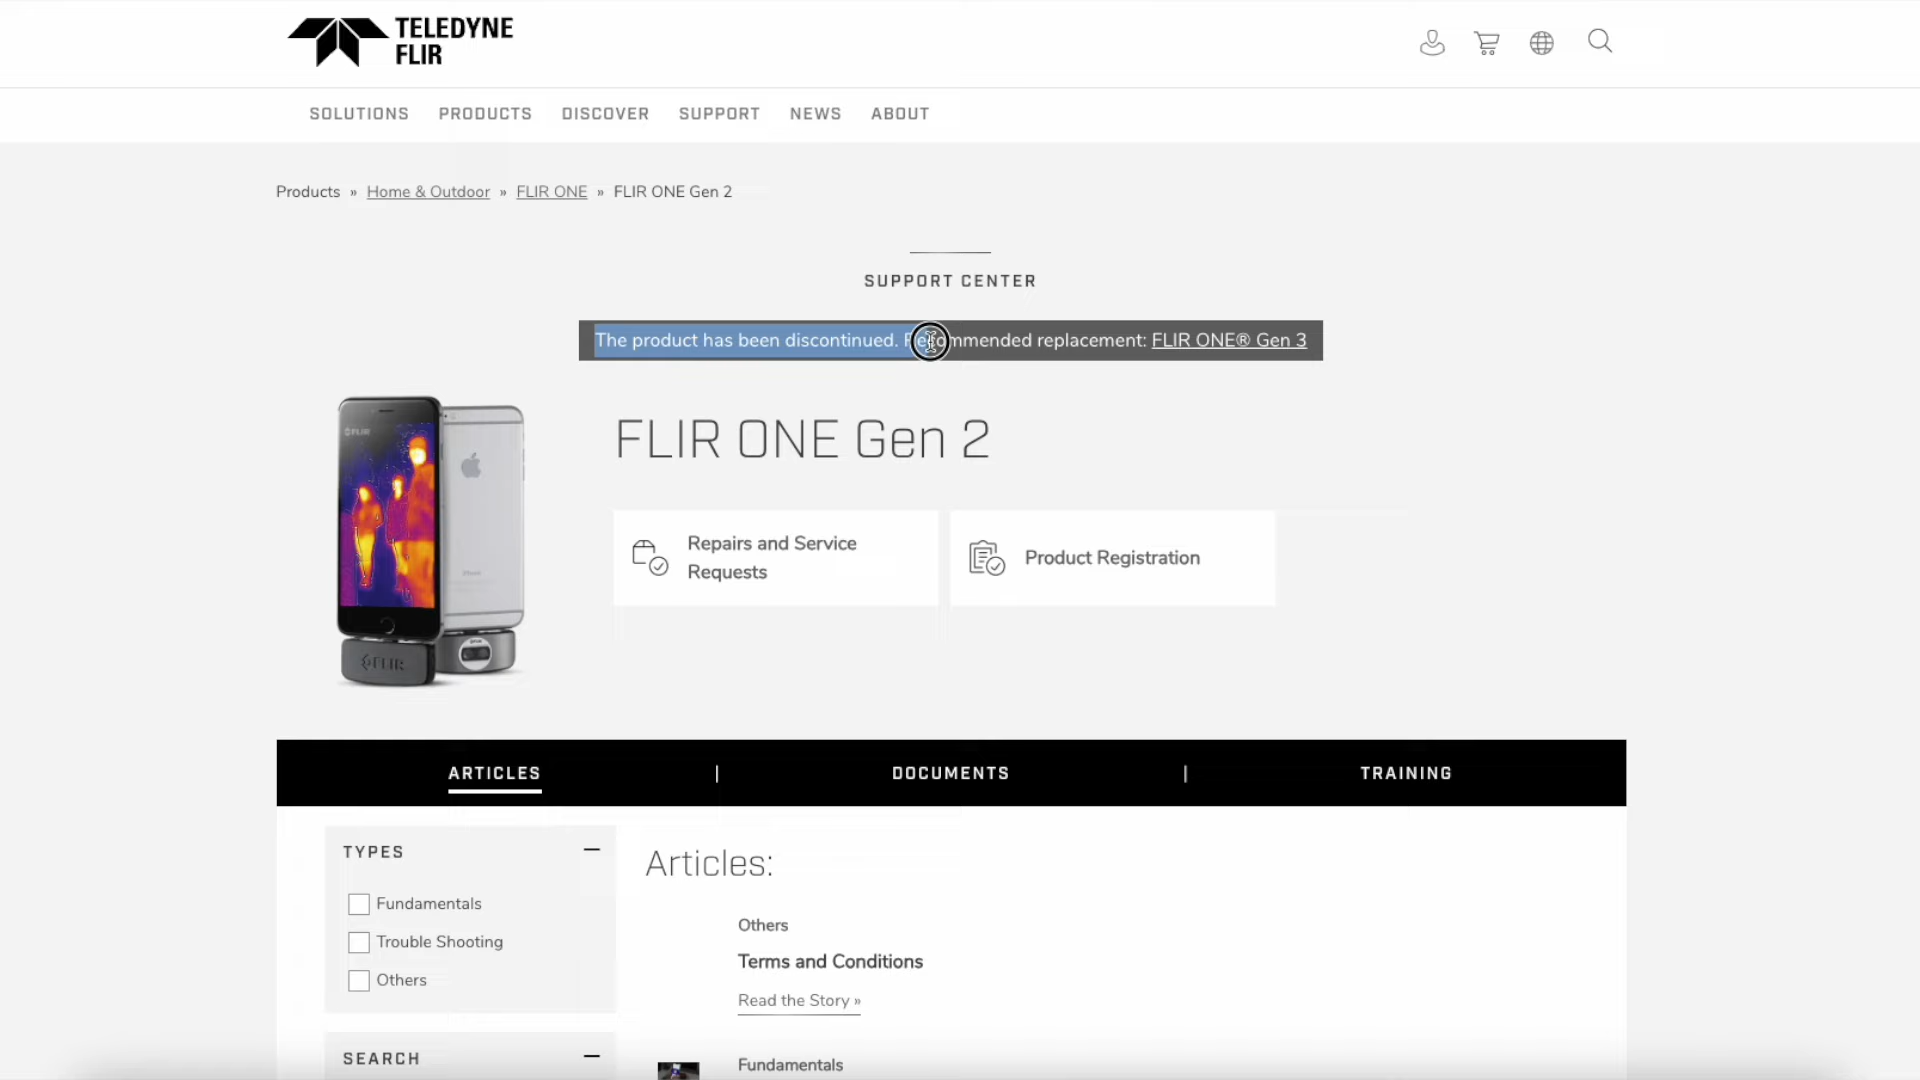 TELEDYNE
FLIR
SOLUTIONS PRODUCTS DISCOVER SUPPORT NEWS ABOUT
Products » Home & Outdoor » FLIR ONE » FLIR ONE Gen 2
SUPPORT CENTER
The product has been discontinued. Recommended replacement: FLIR ONE® Gen 3
FLIR
FLIR ONE Gen 2
Repairs and Service
Requests
Product Registration
FLIR
ARTICLES | DOCUMENTS | TRAINING
TYPES
Fundamentals
Trouble Shooting
Others
SEARCH
Articles:
Others
Terms and Conditions
Read the Story »
Fundamentals